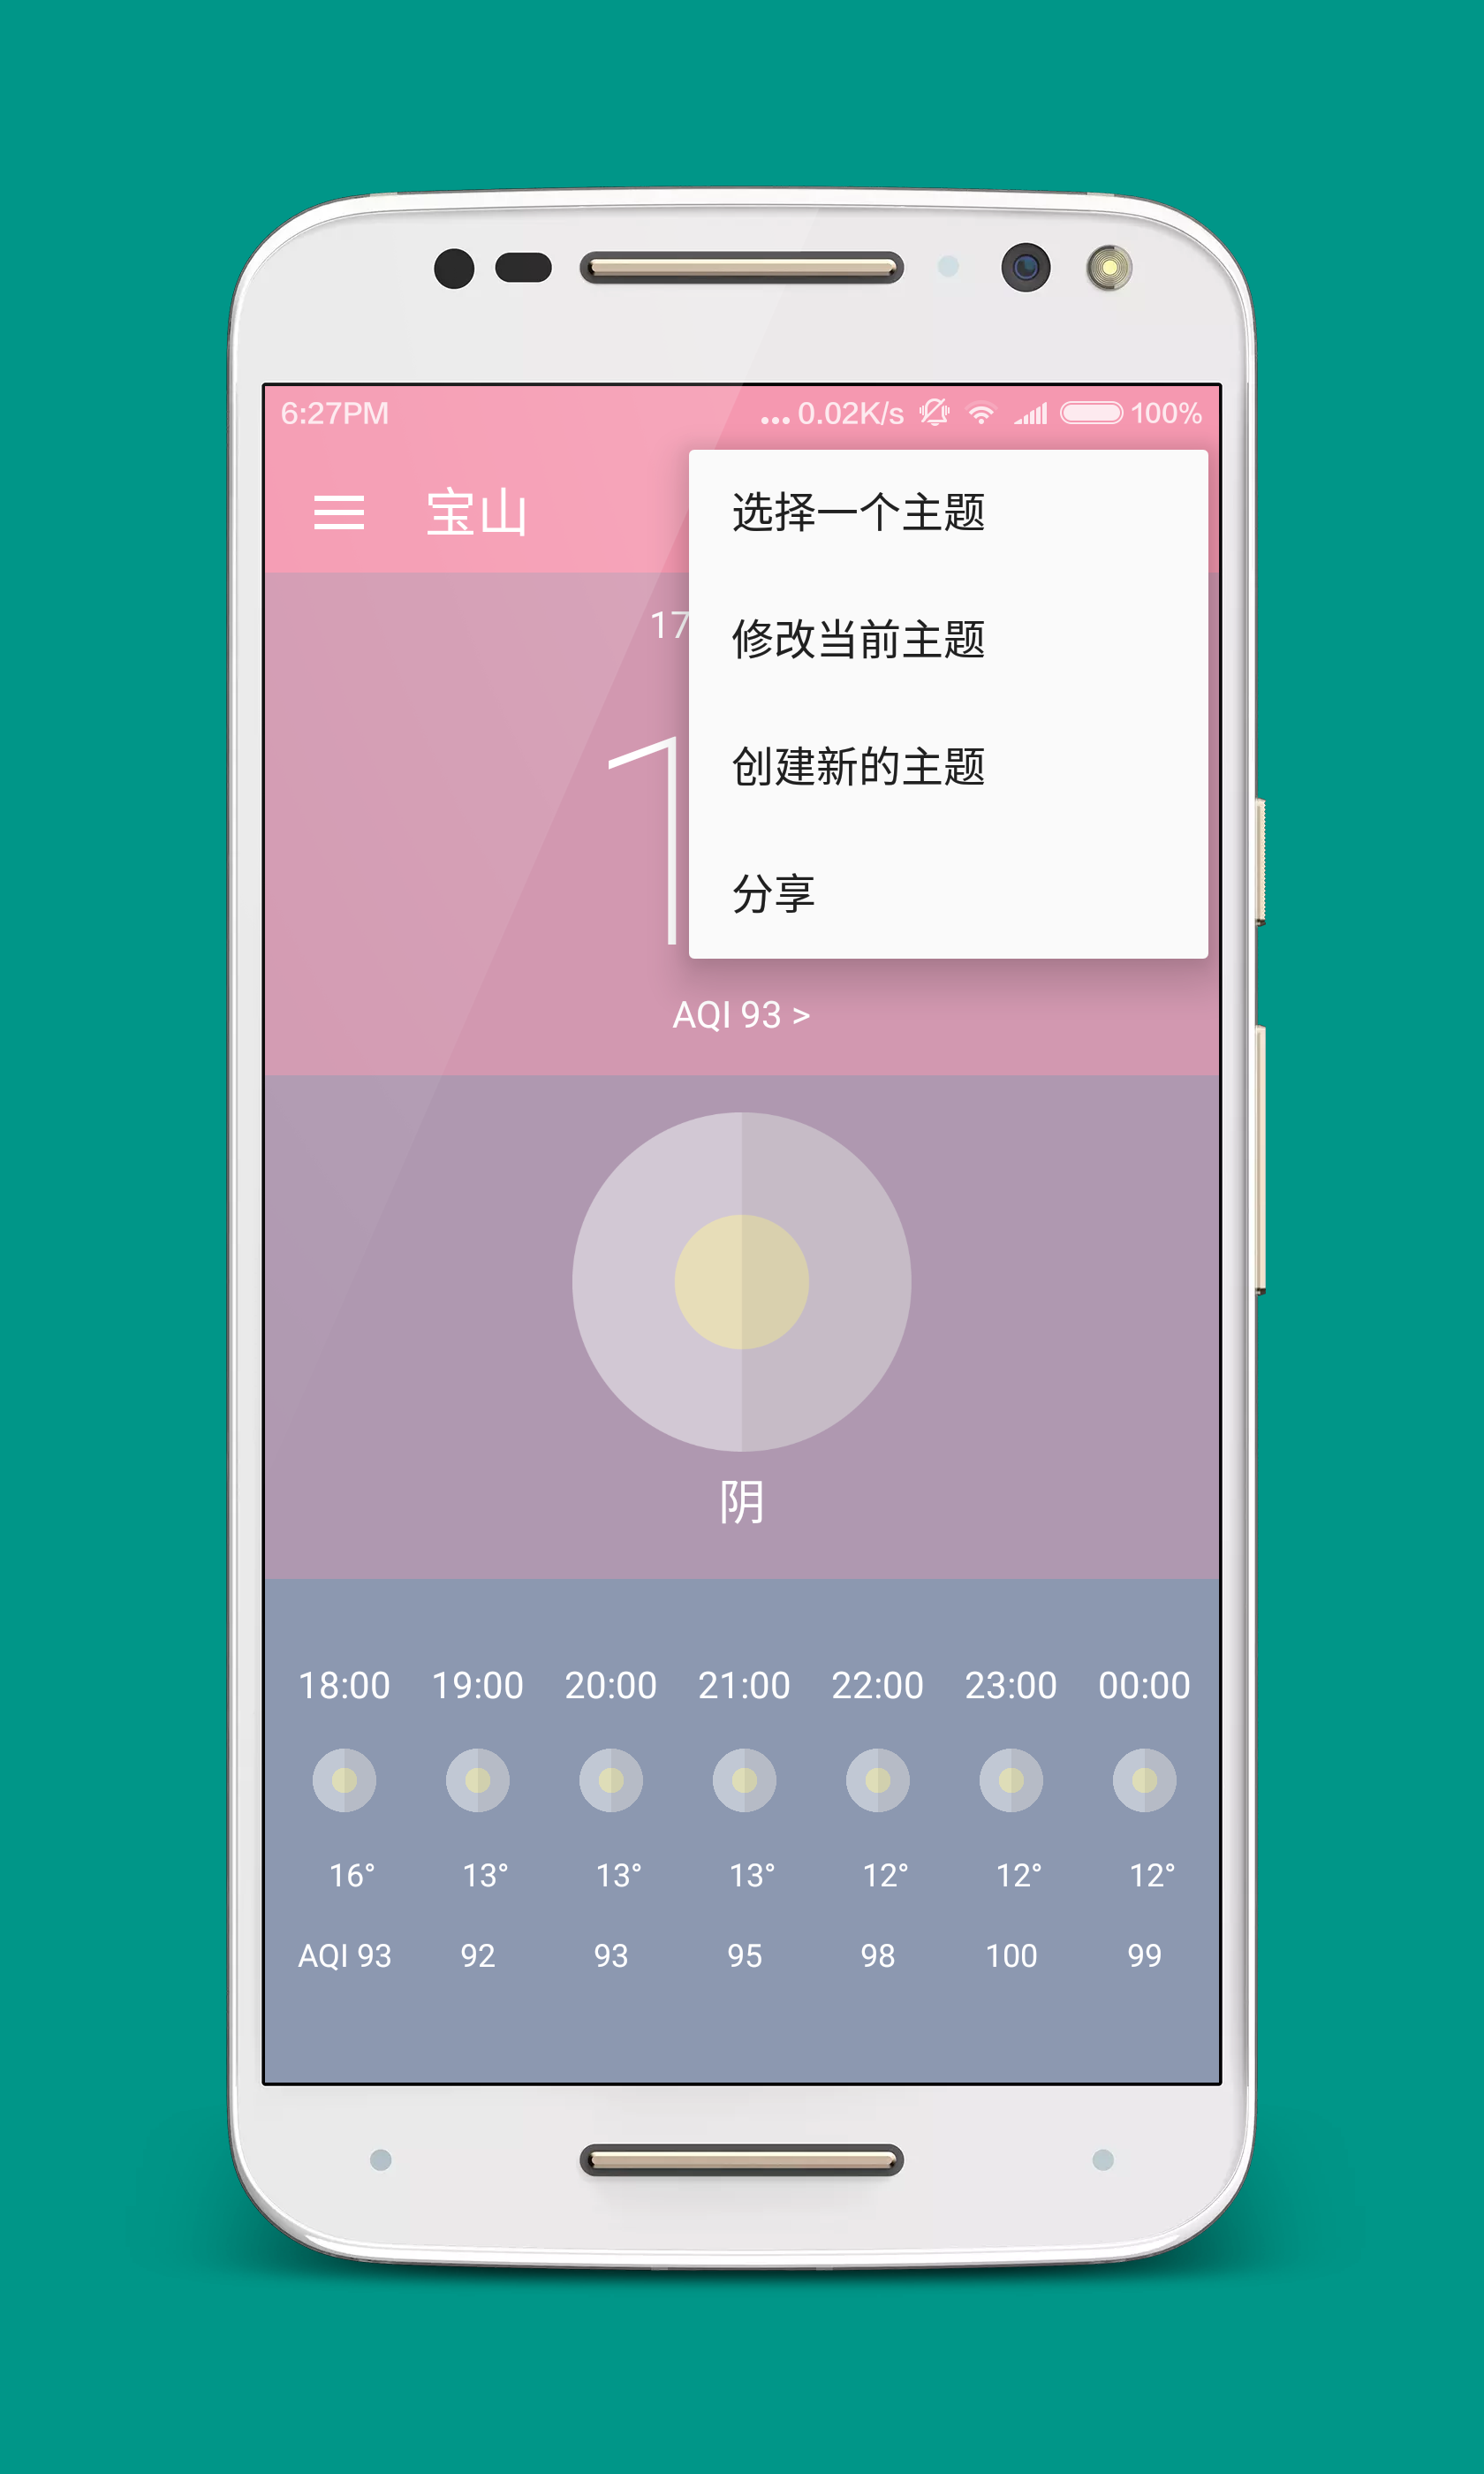 6:27PM ... 0.02K/s 100%
宝山
选择一个主题
修改当前主题
创建新的主题
分享
17
1
AQI 93 >
阴
18:00 19:00 20:00 21:00 22:00 23:00 00:00
16° 13° 13° 13° 12° 12° 12°
AQI 93 92 93 95 98 100 99